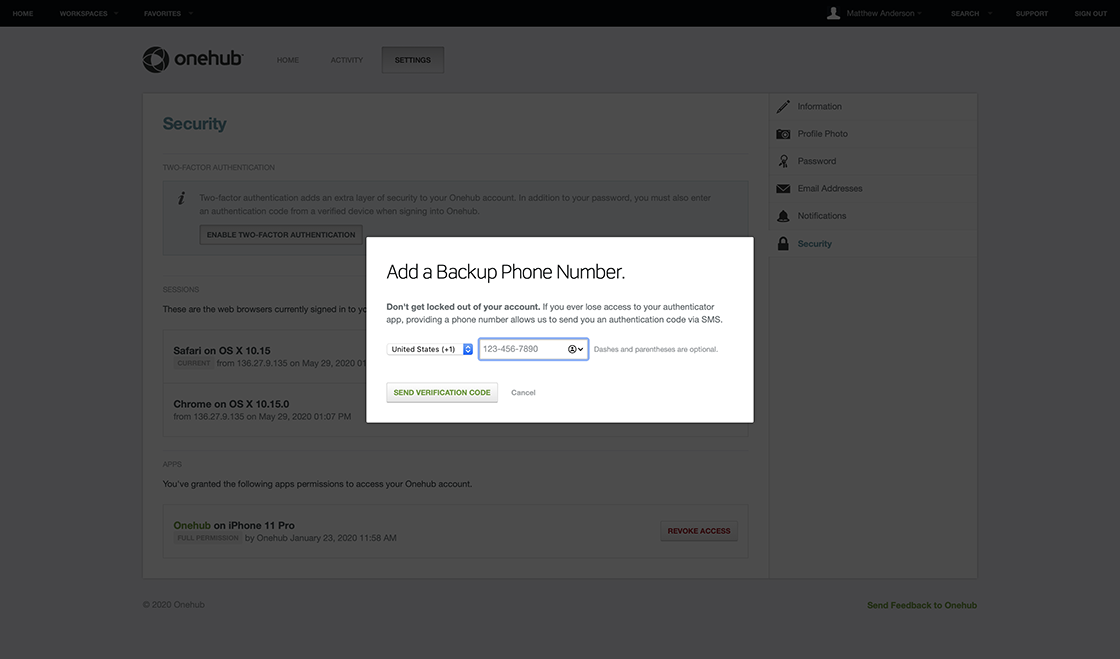 HOME WORKSPACES FAVORITES Matthew Anderson SEARCH SUPPORT SIGN OUT
onehub HOME ACTIVITY SETTINGS
Security
TWO-FACTOR AUTHENTICATION
Two-factor authentication adds an extra layer of security to your Onehub account. In addition to your password, you must also enter
an authentication code from a verified device when signing into Onehub.
ENABLE TWO-FACTOR AUTHENTICATION
SESSIONS
These are the web browsers currently signed in to yo
Safari on OS X 10.15
CURRENT from 136.27.9.135 on May 29, 2020 01
Chrome on OS X 10.15.0
from 136.27.9.135 on May 29, 2020 01:07 PM
APPS
You've granted the following apps permissions to access your Onehub account.
Onehub on iPhone 11 Pro
FULL PERMISSION by Onehub January 23, 2020 11:58 AM
REVOKE ACCESS
Information
Profile Photo
Password
Email Addresses
Notifications
Security
Add a Backup Phone Number.
Don't get locked out of your account. If you ever lose access to your authenticator
app, providing a phone number allows us to send you an authentication code via SMS.
United States (+1) 123-456-7890 Dashes and parentheses are optional.
SEND VERIFICATION CODE Cancel
© 2020 Onehub Send Feedback to Onehub